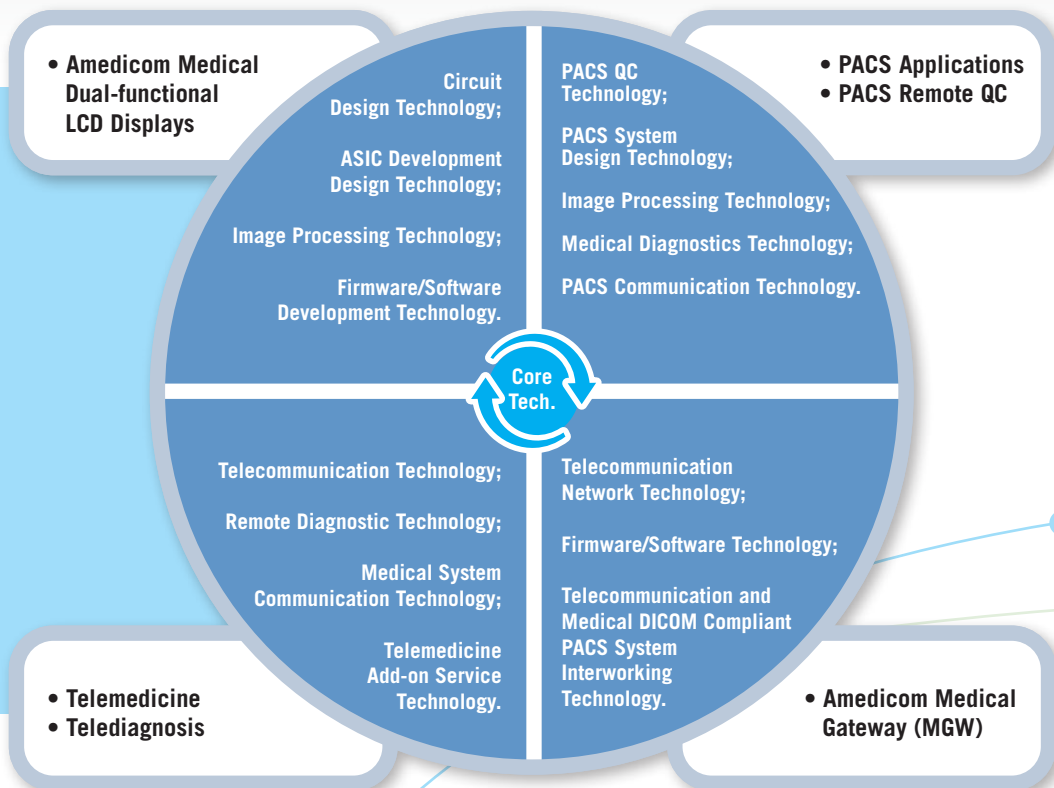 • Amedicom Medical
Dual-functional
LCD Displays
Circuit
Design Technology;
ASIC Development
Design Technology;
Image Processing Technology;
Firmware/Software
Development Technology.
PACS QC
Technology;
PACS System
Design Technology;
Image Processing Technology;
Medical Diagnostics Technology;
PACS Communication Technology.
• PACS Applications
• PACS Remote QC
Core
Tech.
Telecommunication Technology;
Remote Diagnostic Technology;
Medical System
Communication Technology;
Telemedicine
Add-on Service
Technology.
• Telemedicine
• Telediagnosis
Telecommunication
Network Technology;
Firmware/Software Technology;
Telecommunication and
Medical DICOM Compliant
PACS System
Interworking
Technology.
• Amedicom Medical
Gateway (MGW)